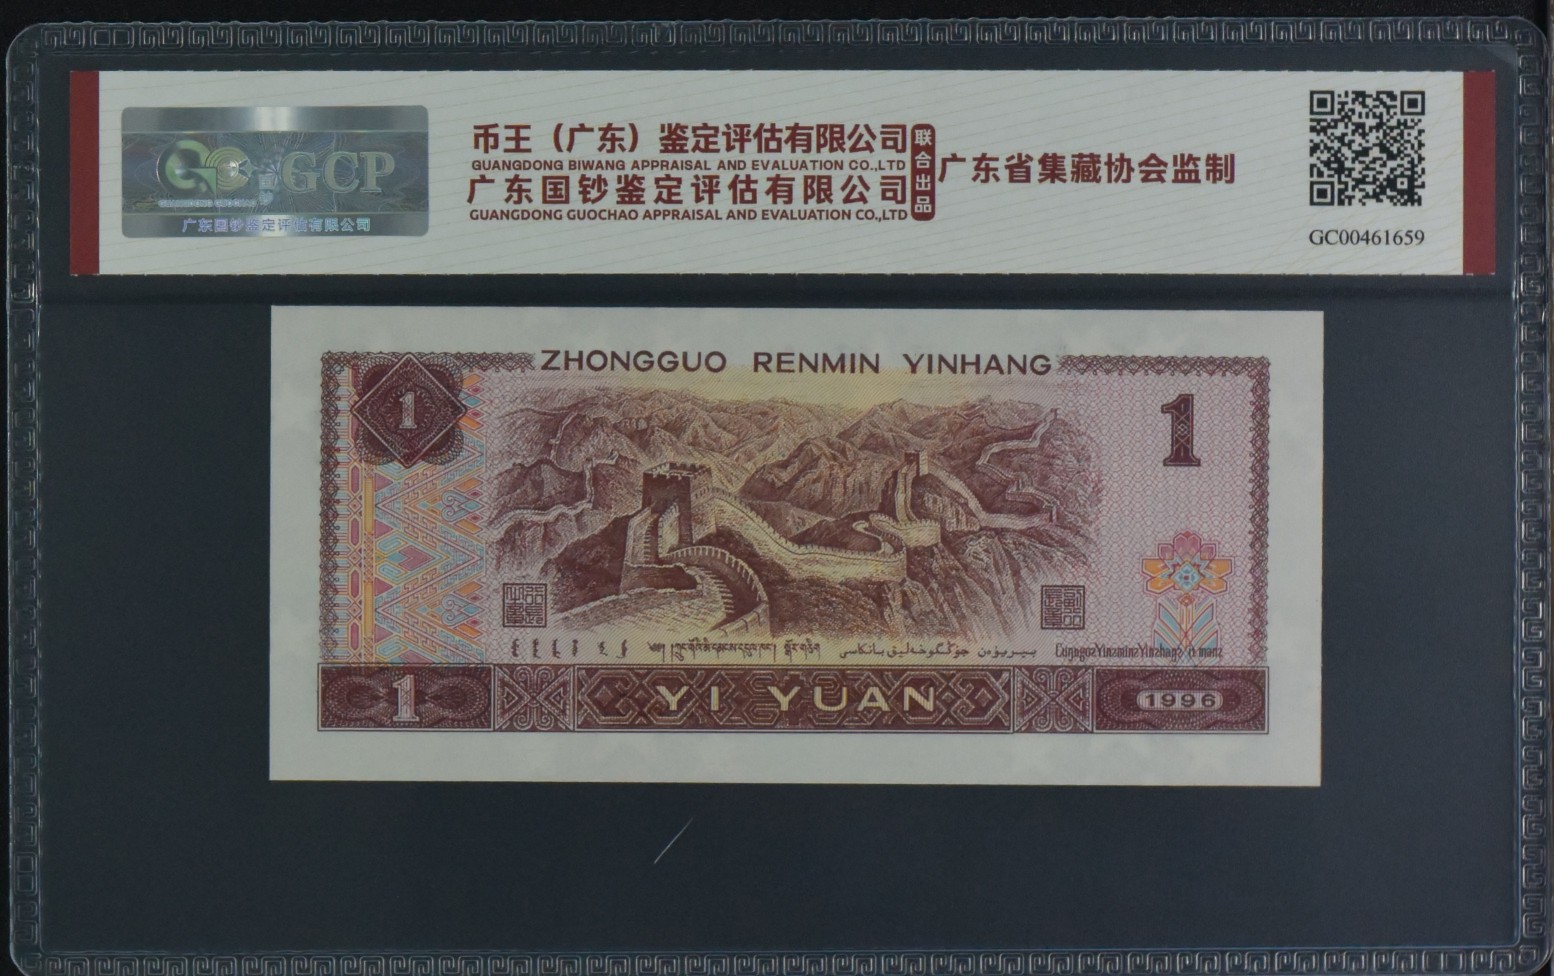 GCP
GUANGDONG GUOCHAO
广东国钞鉴定评估有限公司
币王（广东）鉴定评估有限公司
GUANGDONG BIWANG APPRAISAL AND EVALUATION CO.,LTD
广东国钞鉴定评估有限公司
GUANGDONG GUOCHAO APPRAISAL AND EVALUATION CO.,LTD
联合出品
广东省集藏协会监制
GC00461659
ZHONGGUO RENMIN YINHANG
1
1
1
YI YUAN
1996